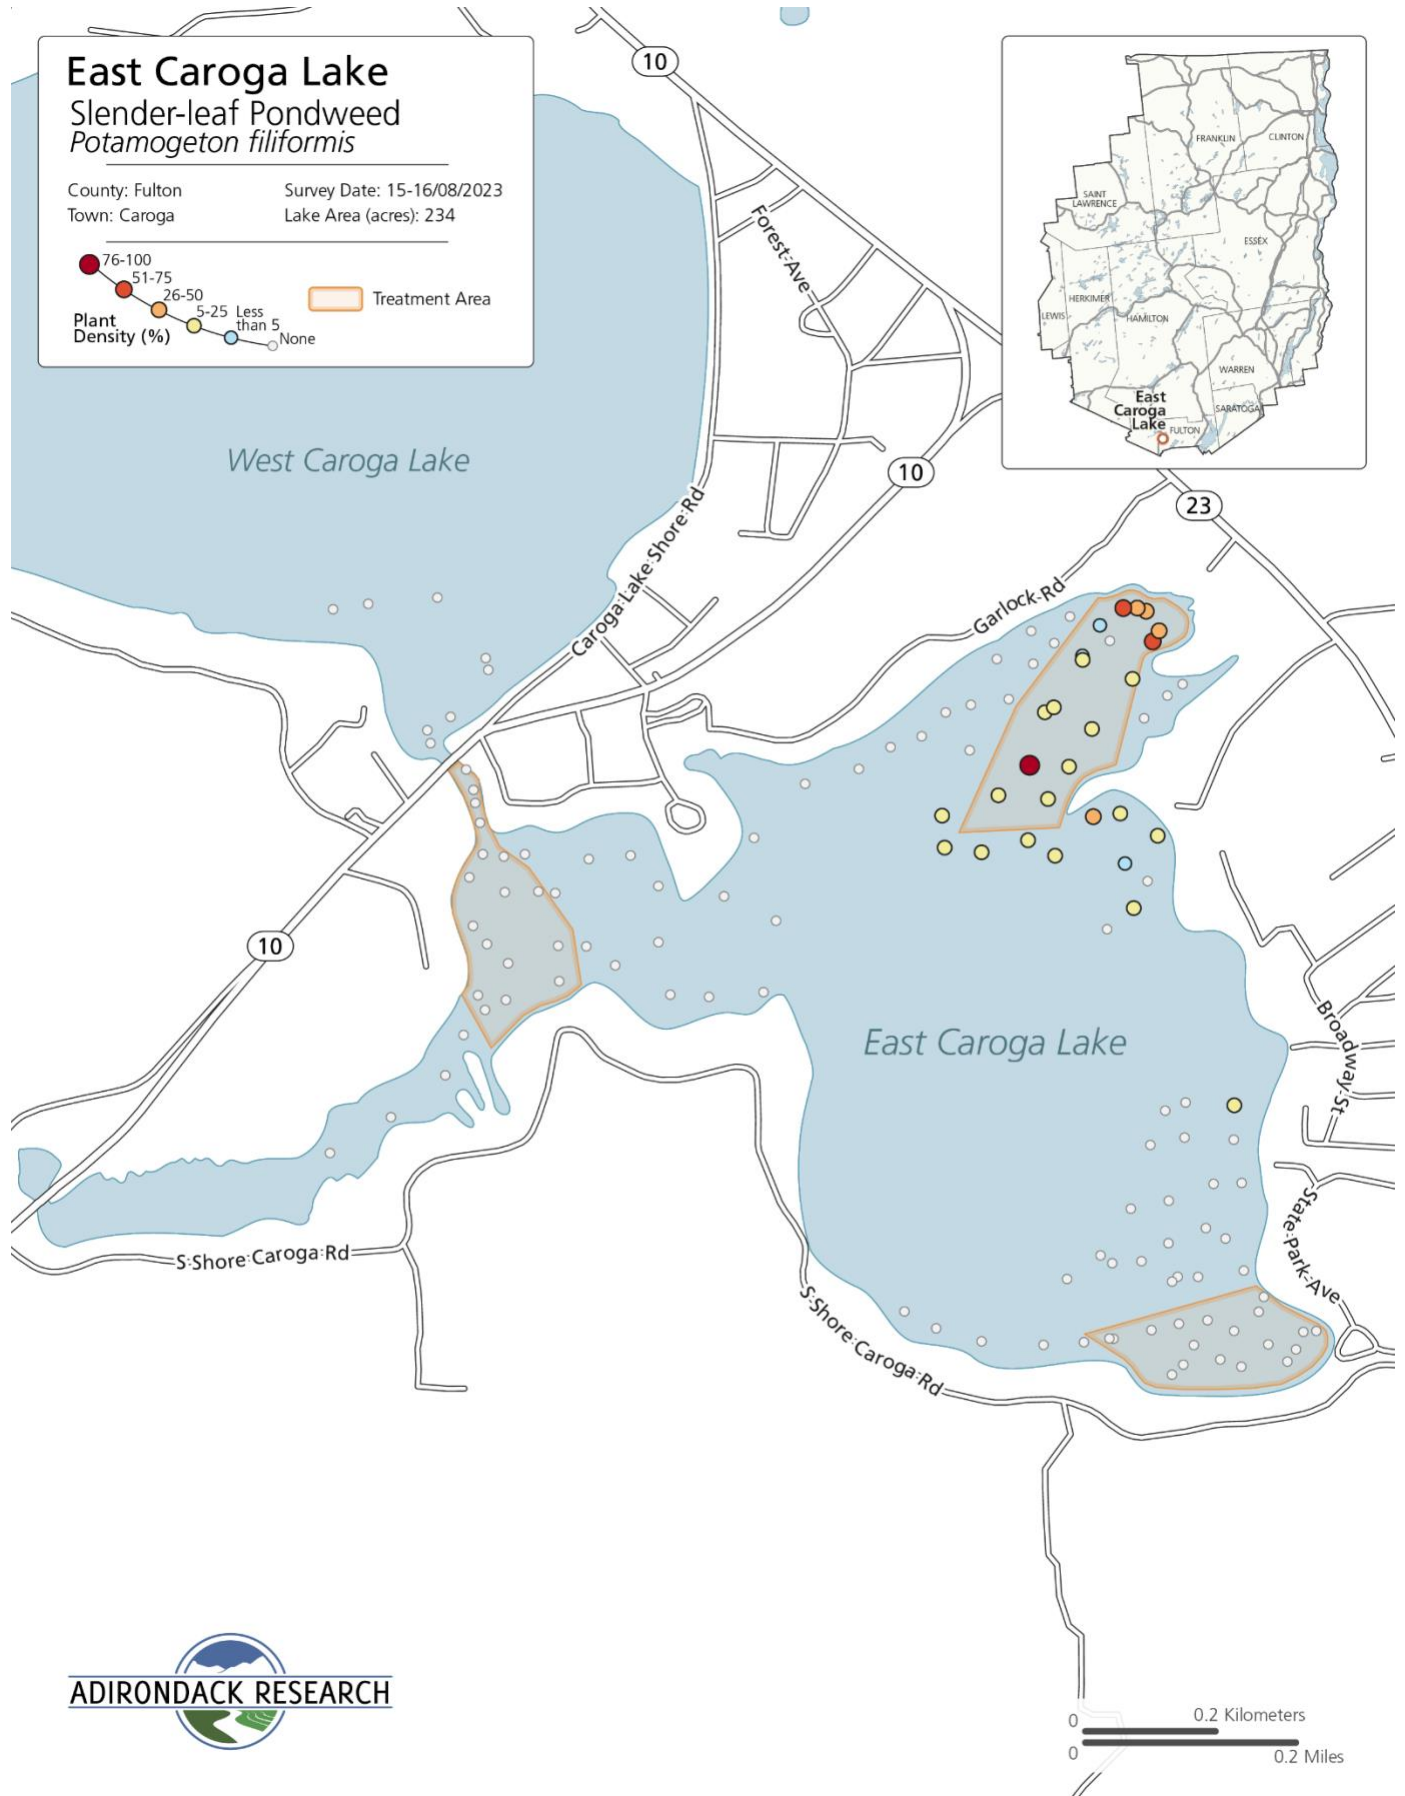 East Caroga Lake
Slender-leaf Pondweed
Potamogeton filiformis
County: Fulton
Survey Date: 15-16/08/2023
Town: Caroga
Lake Area (acres): 234
76-100
51-75
26-50
5-25
Less
than 5
None
Plant
Density (%)
Treatment Area
10
Forest Ave
FRANKLIN
CLINTON
SAINT
LAWRENCE
ESSEX
HERKIMER
LEWIS
HAMILTON
WARREN
East
Caroga
Lake
SARATOGA
FULTON
West Caroga Lake
10
23
Caroga Lake Shore Rd
Garlock Rd
10
East Caroga Lake
Broadway St
State Park Ave
S Shore Caroga Rd
S Shore Caroga Rd
ADIRONDACK RESEARCH
0
0.2 Kilometers
0
0.2 Miles